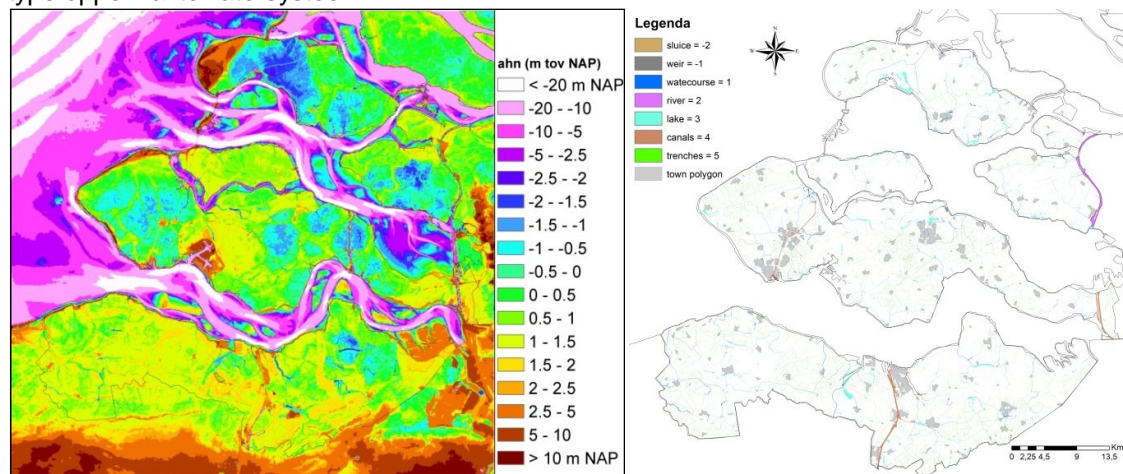 ahn (m tov NAP)
< -20 m NAP
-20 - -10
-10 - -5
-5 - -2.5
-2.5 - -2
-2 - -1.5
-1.5 - -1
-1 - -0.5
-0.5 - 0
0 - 0.5
0.5 - 1
1 - 1.5
1.5 - 2
2 - 2.5
2.5 - 5
5 - 10
> 10 m NAP
Legenda
sluice = -2
weir = -1
watecourse = 1
river = 2
lake = 3
canals = 4
trenches = 5
town polygon
N
W
E
S
Km
0 2,25 4,5 9 13,5